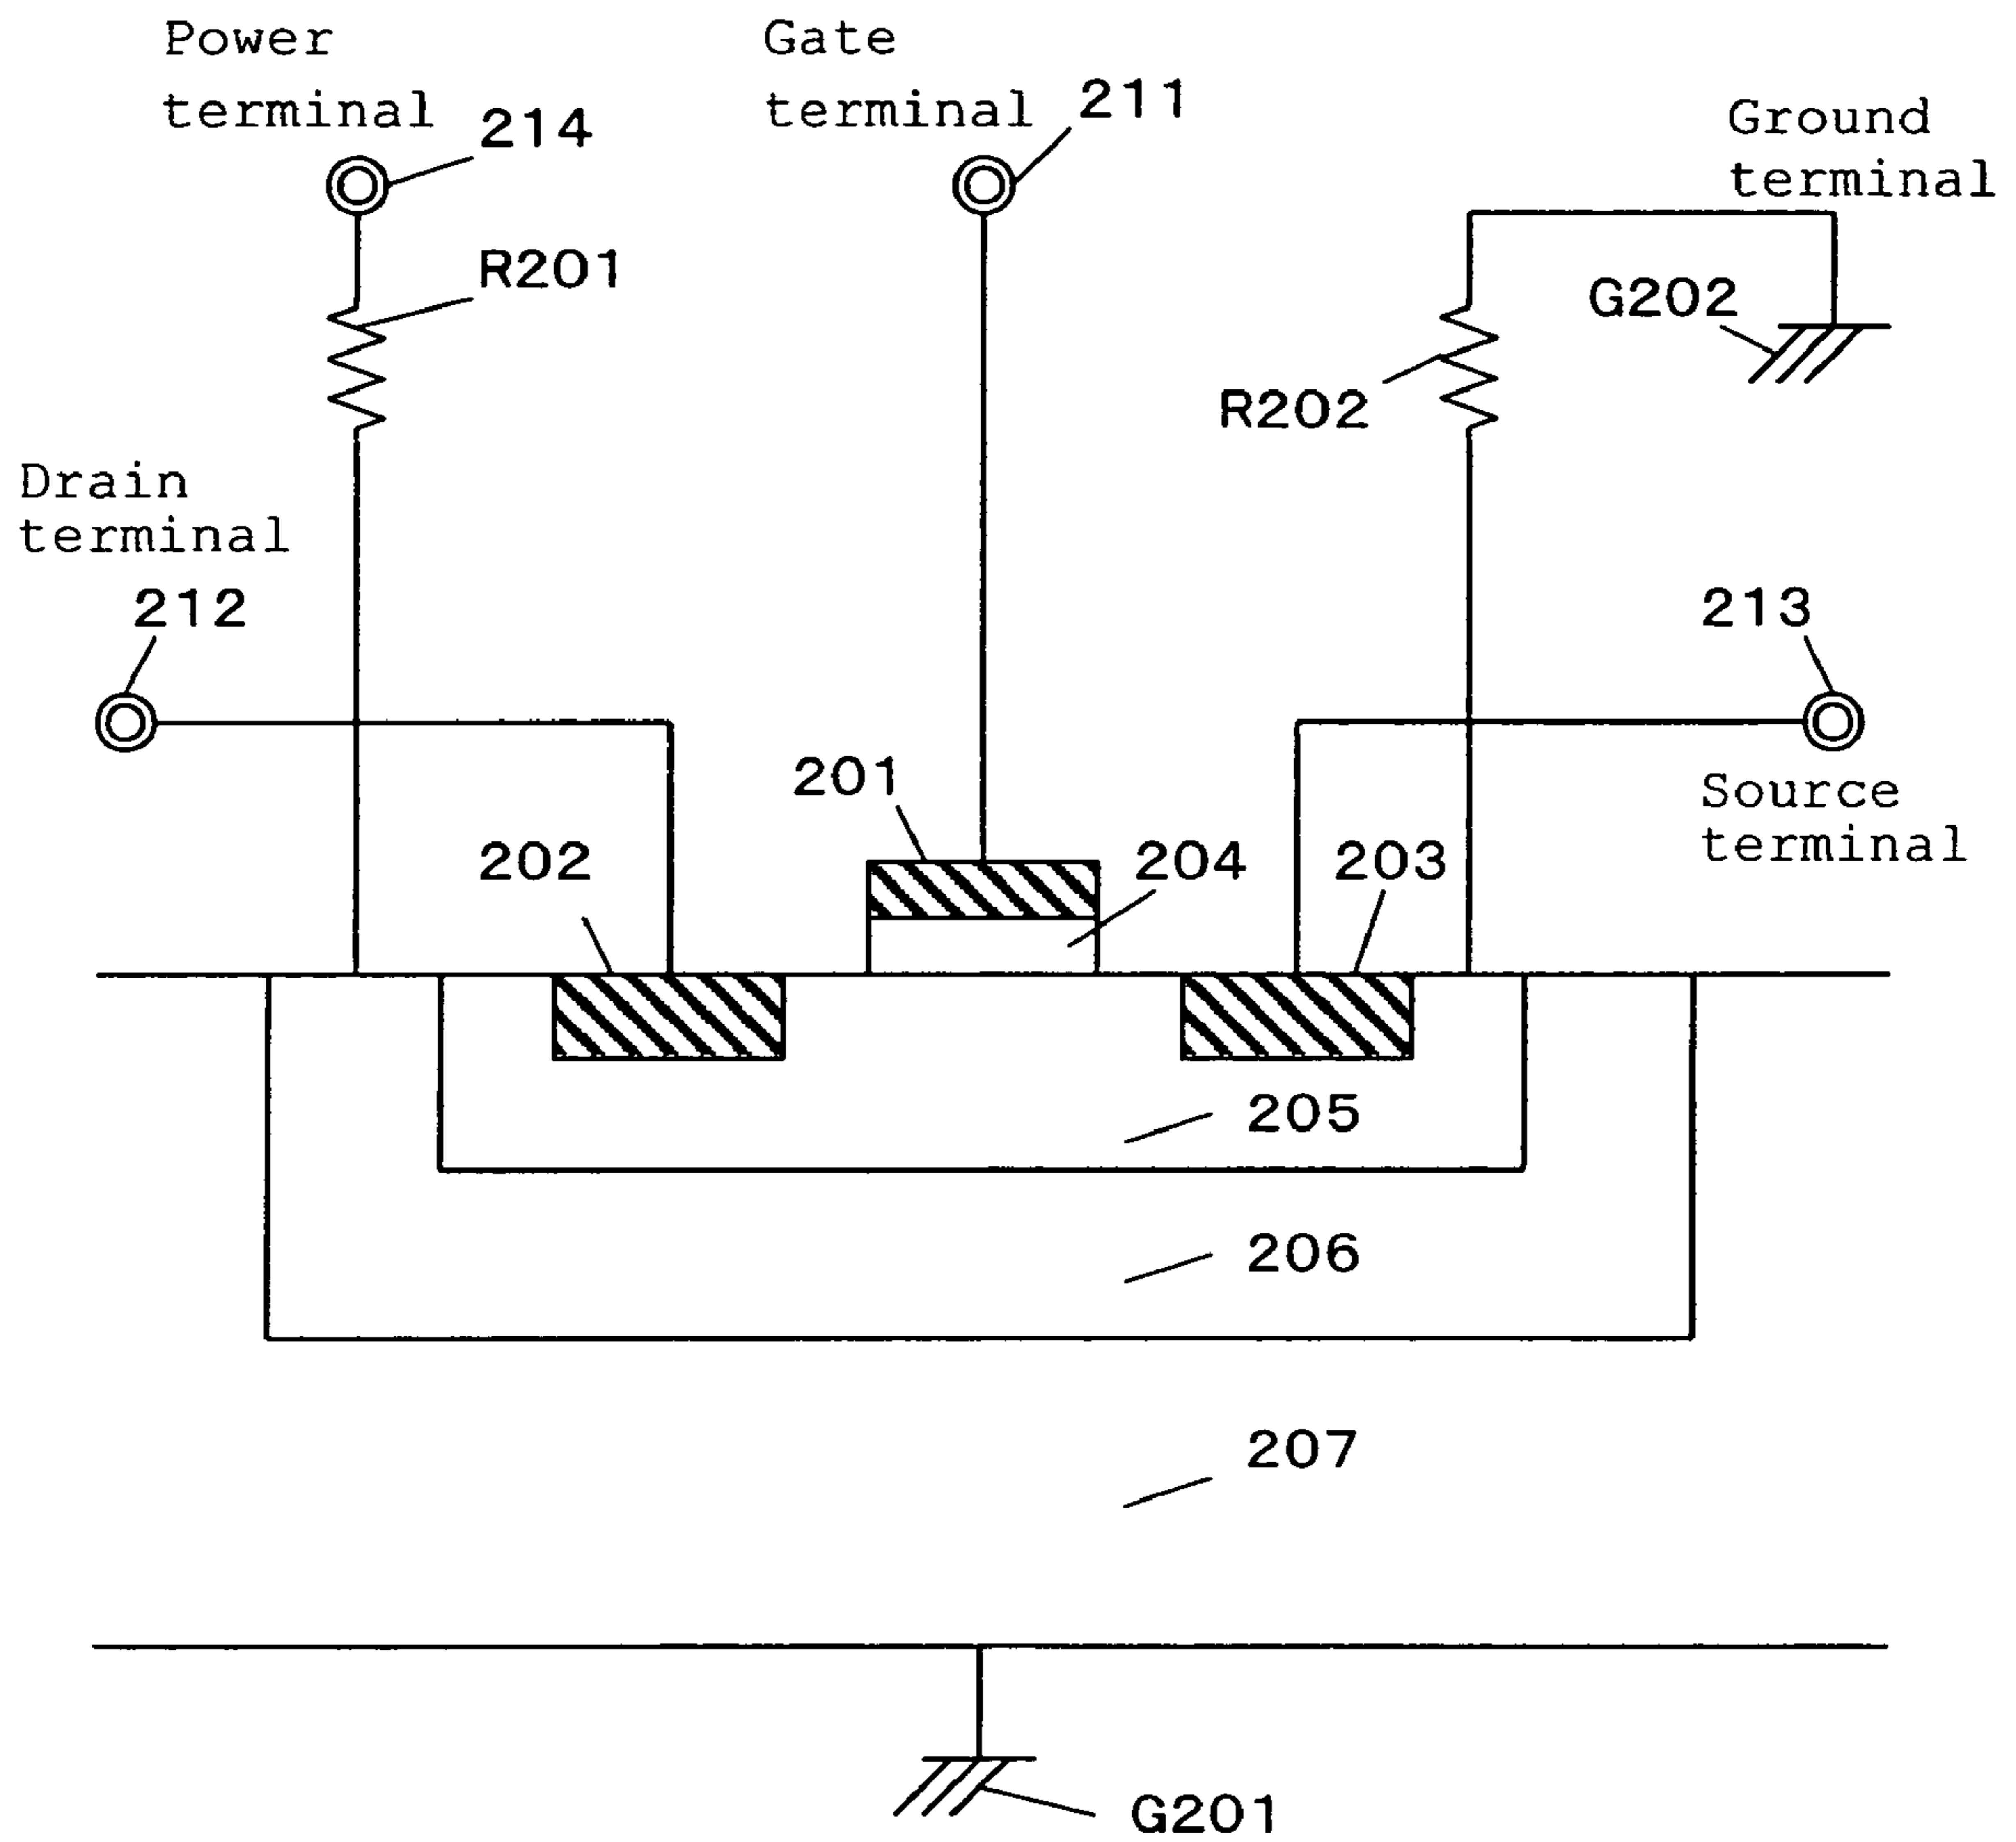 Power
terminal
214
Gate
terminal
211
Ground
terminal
R201
G202
R202
Drain
terminal
212
213
Source
terminal
201
202
204
203
205
206
207
G201